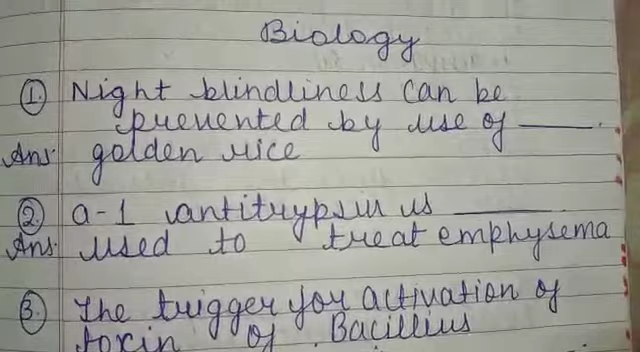 Biology
① Night blindliness can be
prevented by use of ____.
Ans. golden rice
② a-1 antitrypsin is ____
Ans. used to treat emphysema
③. The trigger for activation of
toxin of Bacillius